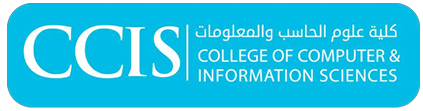 CCIS
كلية علوم الحاسب والمعلومات
COLLEGE OF COMPUTER &
INFORMATION SCIENCES